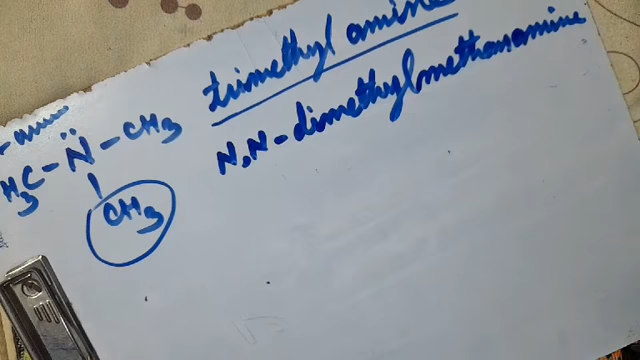 trimethyl amine
N,N-dimethylmethanamine
N̈ – CH3
H3C –
CH3